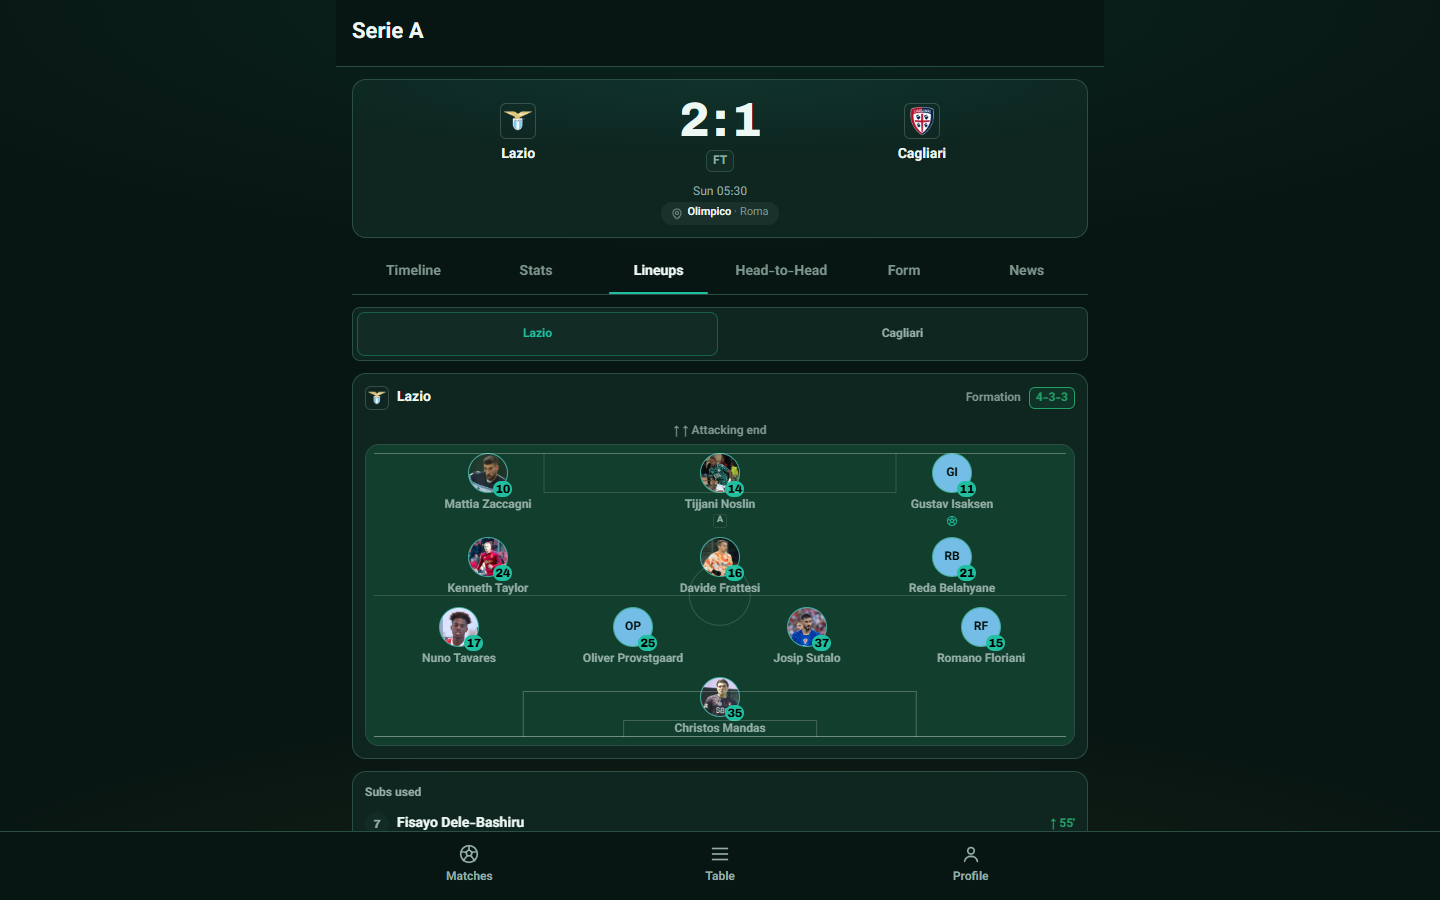 Serie A
2:1
Lazio
Cagliari
FT
Sun 05:30
Olimpico · Roma
Timeline
Stats
Lineups
Head-to-Head
Form
News
Lazio
Cagliari
Lazio
Formation 4-3-3
↑↑ Attacking end
10
14
GI
11
Mattia Zaccagni
Tijjani Noslin
Gustav Isaksen
A
24
16
RB
21
Kenneth Taylor
Davide Frattesi
Reda Belahyane
17
OP
25
37
RF
15
Nuno Tavares
Oliver Provstgaard
Josip Sutalo
Romano Floriani
35
Christos Mandas
Subs used
7 Fisayo Dele-Bashiru ↑ 55'
Matches
Table
Profile